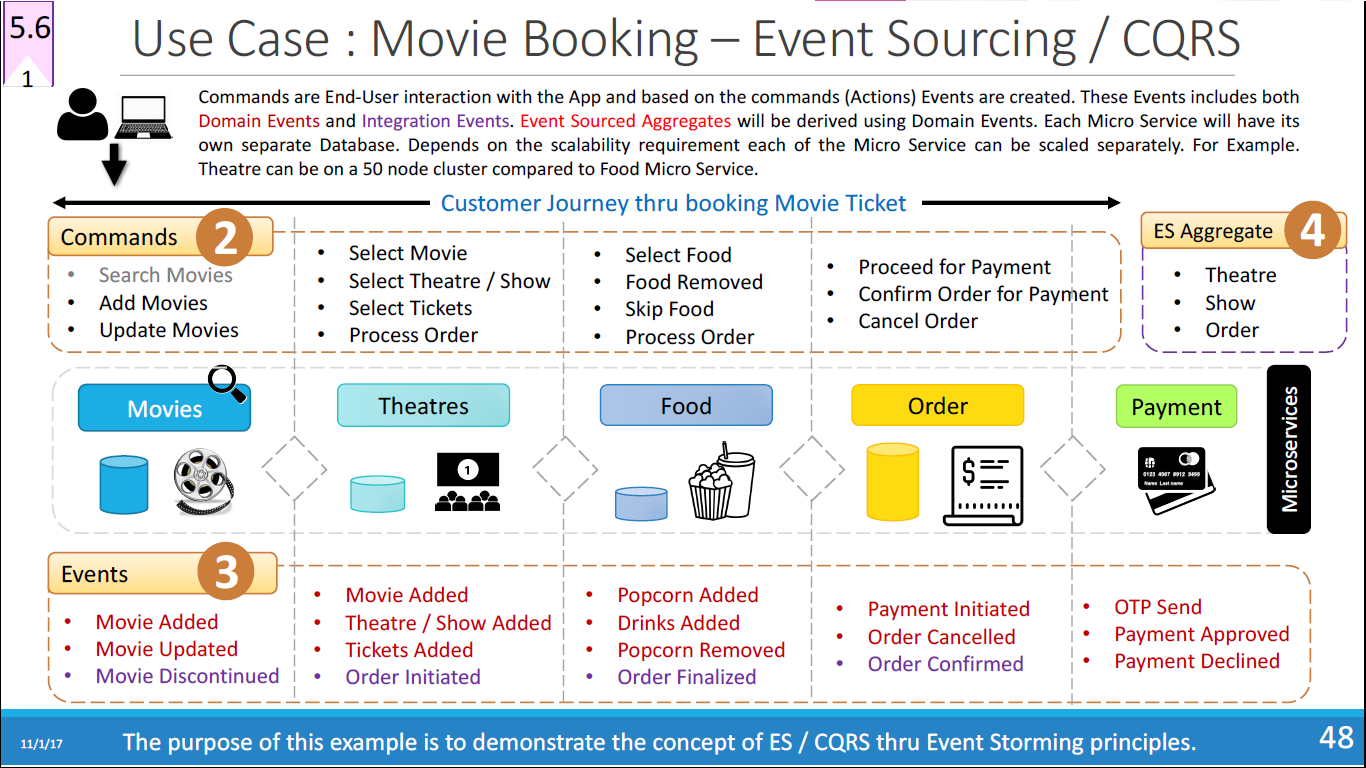 5.6
1
Use Case : Movie Booking – Event Sourcing / CQRS
Commands are End-User interaction with the App and based on the commands (Actions) Events are created. These Events includes both
Domain Events and Integration Events. Event Sourced Aggregates will be derived using Domain Events. Each Micro Service will have its
own separate Database. Depends on the scalability requirement each of the Micro Service can be scaled separately. For Example.
Theatre can be on a 50 node cluster compared to Food Micro Service.
Customer Journey thru booking Movie Ticket
Commands 2
• Search Movies
• Add Movies
• Update Movies
• Select Movie
• Select Theatre / Show
• Select Tickets
• Process Order
• Select Food
• Food Removed
• Skip Food
• Process Order
• Proceed for Payment
• Confirm Order for Payment
• Cancel Order
ES Aggregate 4
• Theatre
• Show
• Order
Movies
Theatres
Food
Order
Payment
Microservices
1
$
0123 4567 8912 3456
Name Last name
Events 3
• Movie Added
• Movie Updated
• Movie Discontinued
• Movie Added
• Theatre / Show Added
• Tickets Added
• Order Initiated
• Popcorn Added
• Drinks Added
• Popcorn Removed
• Order Finalized
• Payment Initiated
• Order Cancelled
• Order Confirmed
• OTP Send
• Payment Approved
• Payment Declined
11/1/17
The purpose of this example is to demonstrate the concept of ES / CQRS thru Event Storming principles.
48